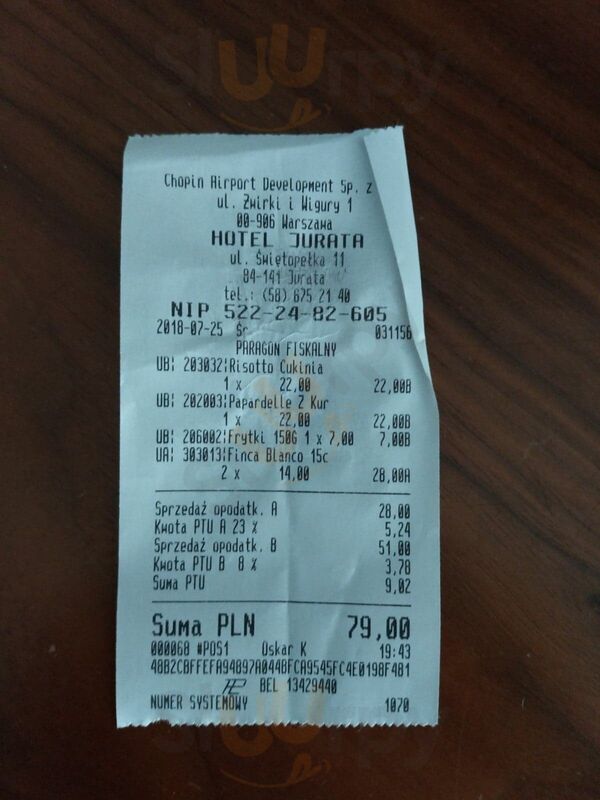 sluurpy
Chopin Airport Development Sp. z
ul. Żwirki i Wigury 1
00-906 Warszawa
HOTEL JURATA
ul. Świętopełka 11
84-141 Jurata
tel.: (58) 675 21 40
NIP 522-24-82-605
2018-07-25 Śr 031156
PARAGON FISKALNY
UB¦ 203032¦Risotto Cukinia
1 x 22,00 22,00B
UB¦ 202003¦Papardelle Z Kur
1 x 22,00 22,00B
UB¦ 206002¦Frytki 150G 1 x 7,00 7,00B
UA¦ 303013¦Finca Blanco 15c
2 x 14,00 28,00A
Sprzedaż opodatk. A 28,00
Kwota PTU A 23 % 5,24
Sprzedaż opodatk. B 51,00
Kwota PTU B 8 % 3,78
Suma PTU 9,02
Suma PLN 79,00
000068 #POS1 Oskar K 19:43
48B2CBFFEFA94897A044BFCA9545FC4E0198F481
BEL 13429440
NUMER SYSTEMOWY 1070
sluurpy